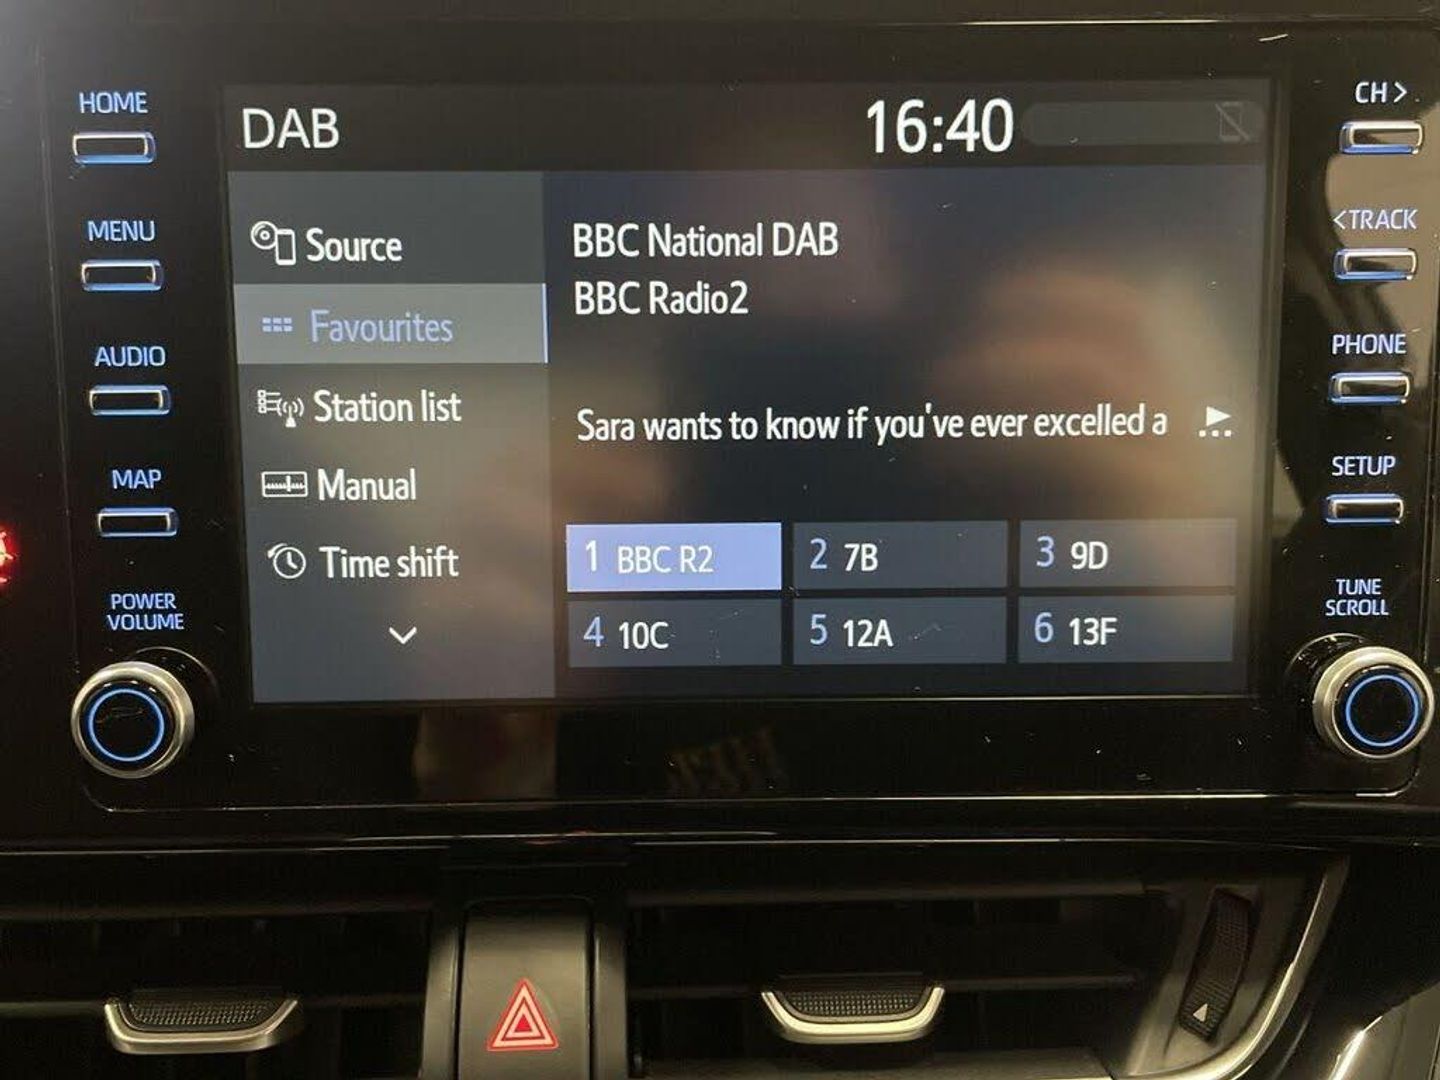 HOME
MENU
AUDIO
MAP
POWER
VOLUME
DAB
16:40
Source
Favourites
Station list
Manual
Time shift
BBC National DAB
BBC Radio2
Sara wants to know if you've ever excelled a
1 BBC R2
2 7B
3 9D
4 10C
5 12A
6 13F
CH >
<TRACK
PHONE
SETUP
TUNE
SCROLL